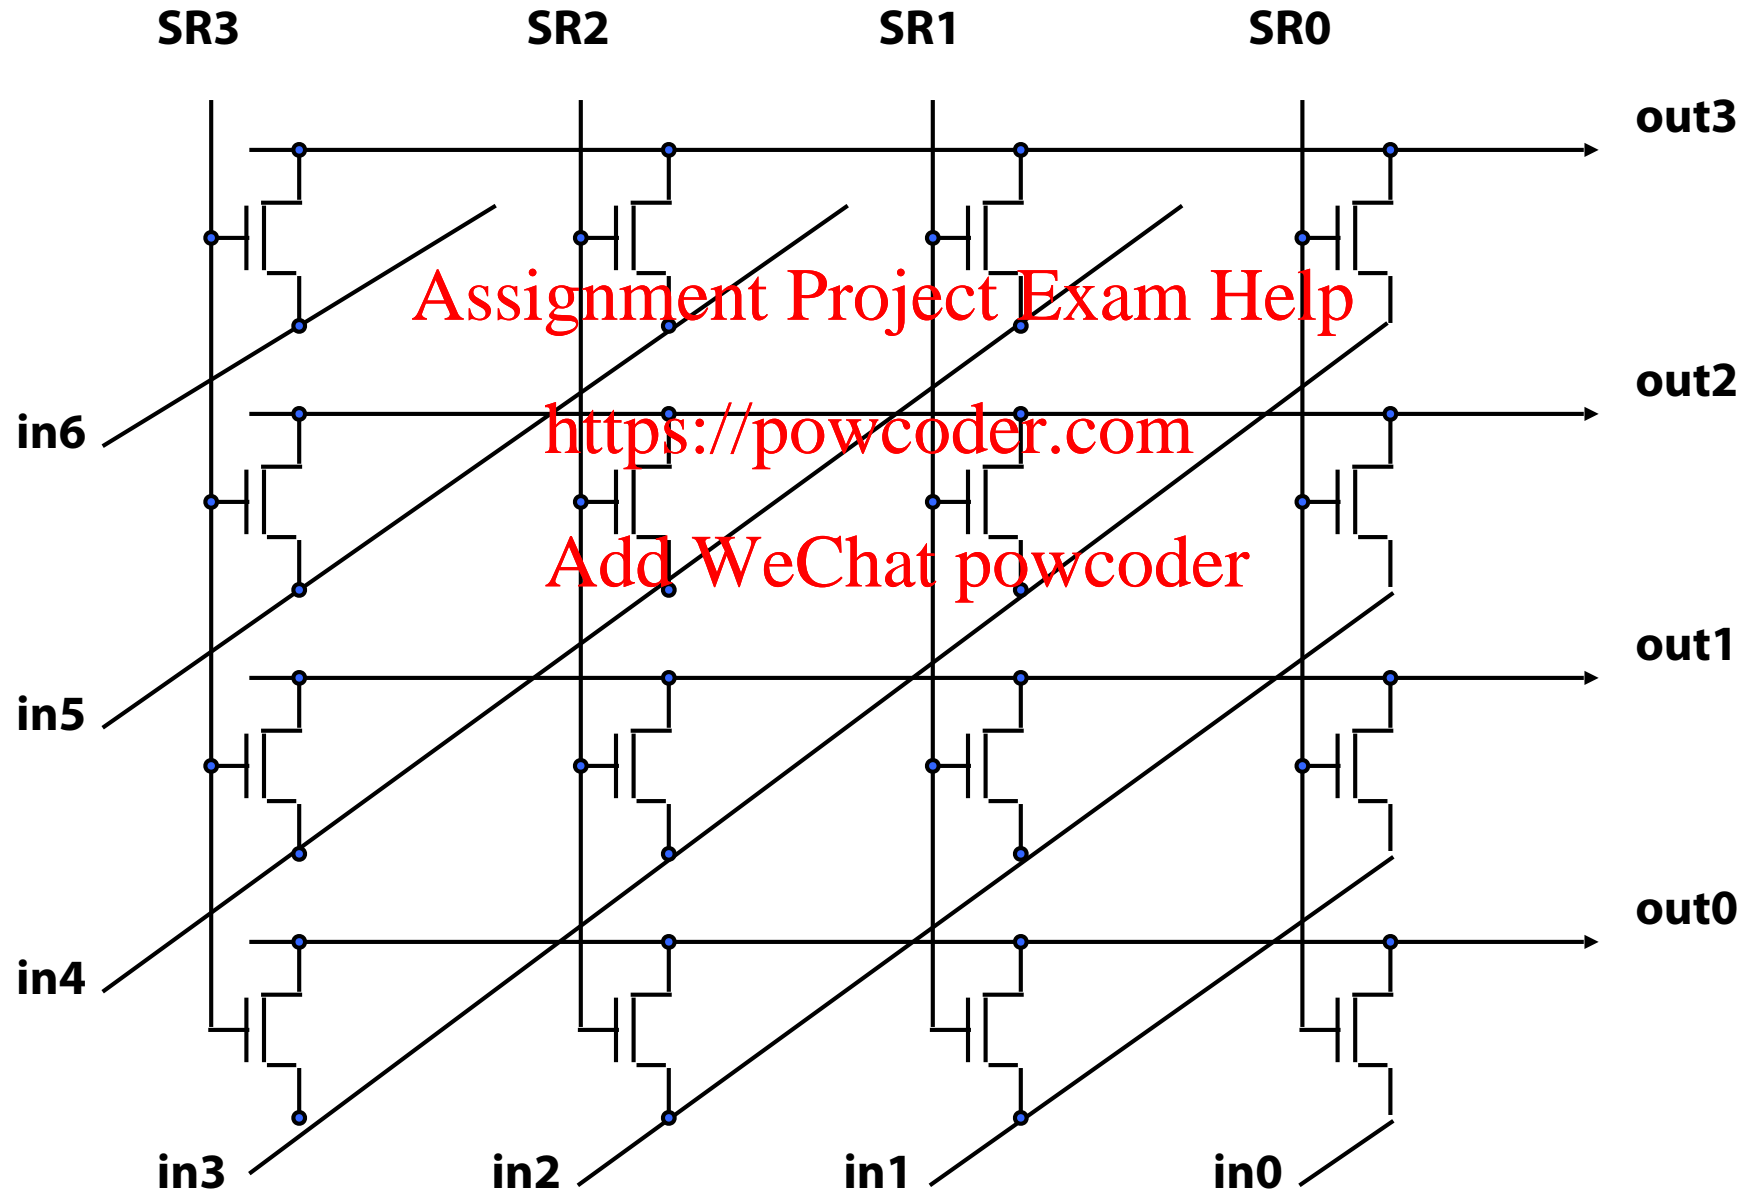 SR3 SR2 SR1 SR0
out3
Assignment Project Exam Help
out2
in6
https://powcoder.com
Add WeChat powcoder
out1
in5
out0
in4
in3 in2 in1 in0